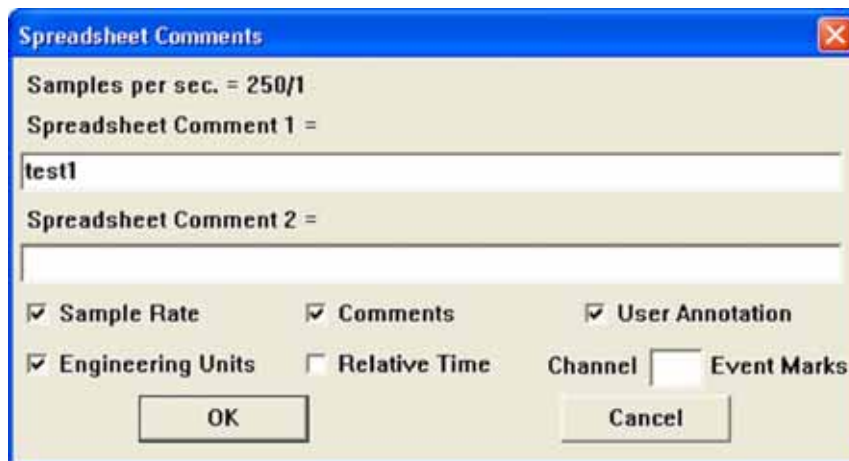 Spreadsheet Comments
Samples per sec. = 250/1
Spreadsheet Comment 1 =
test1
Spreadsheet Comment 2 =
Sample Rate Comments User Annotation
Engineering Units Relative Time Channel Event Marks
OK Cancel